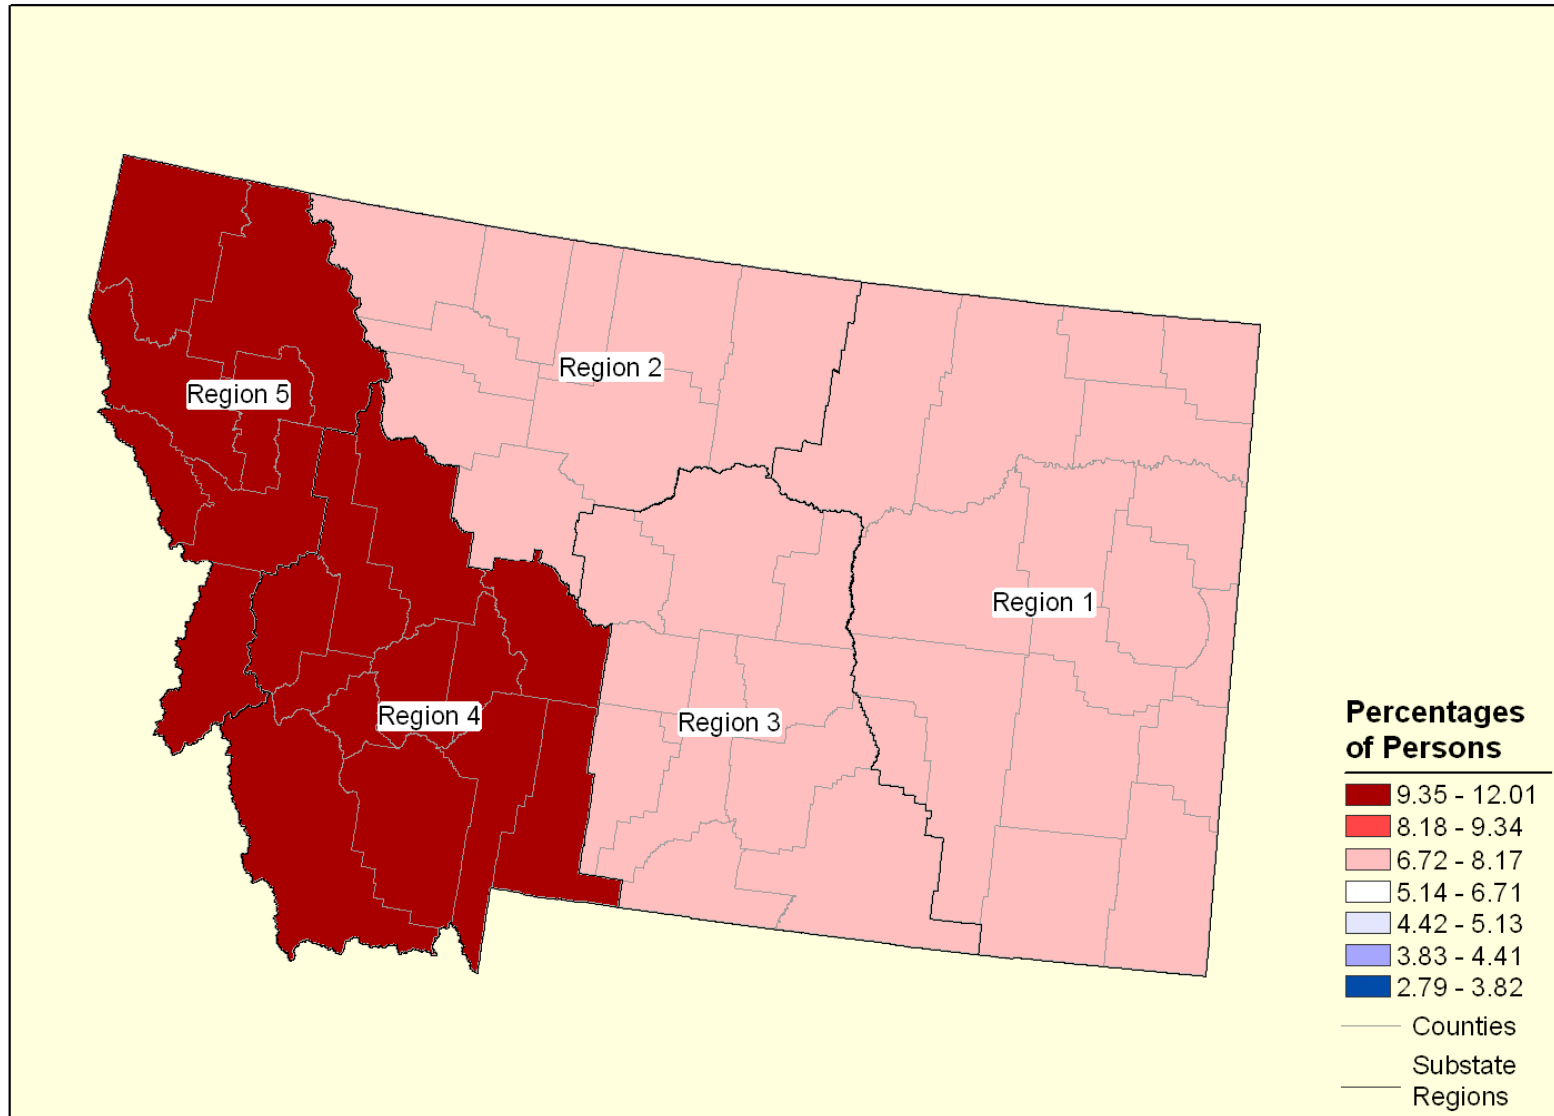 Region 2
Region 5
Region 1
Region 4
Region 3
Percentages
of Persons
9.35 - 12.01
8.18 - 9.34
6.72 - 8.17
5.14 - 6.71
4.42 - 5.13
3.83 - 4.41
2.79 - 3.82
Counties
Substate
Regions